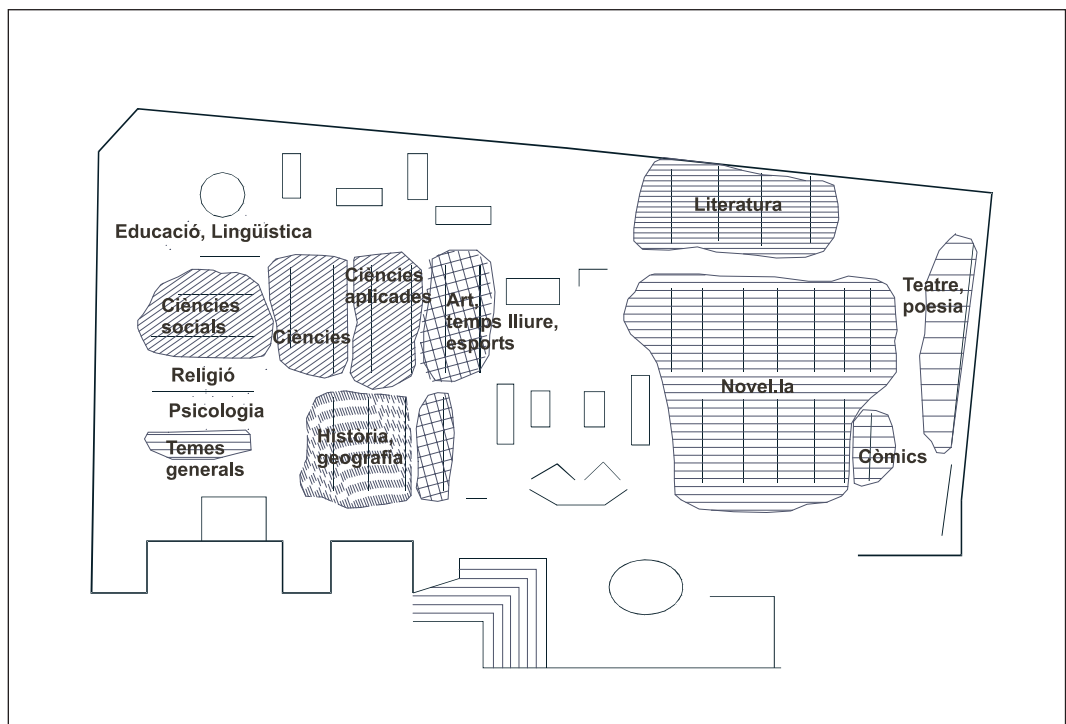 Literatura
Educació, Lingüística
Ciències
aplicades
Teatre,
poesia
Ciències
socials
Art,
temps lliure,
esports
Ciències
Religió
Novel.la
Psicologia
Història,
geografia
Temes
generals
Còmics